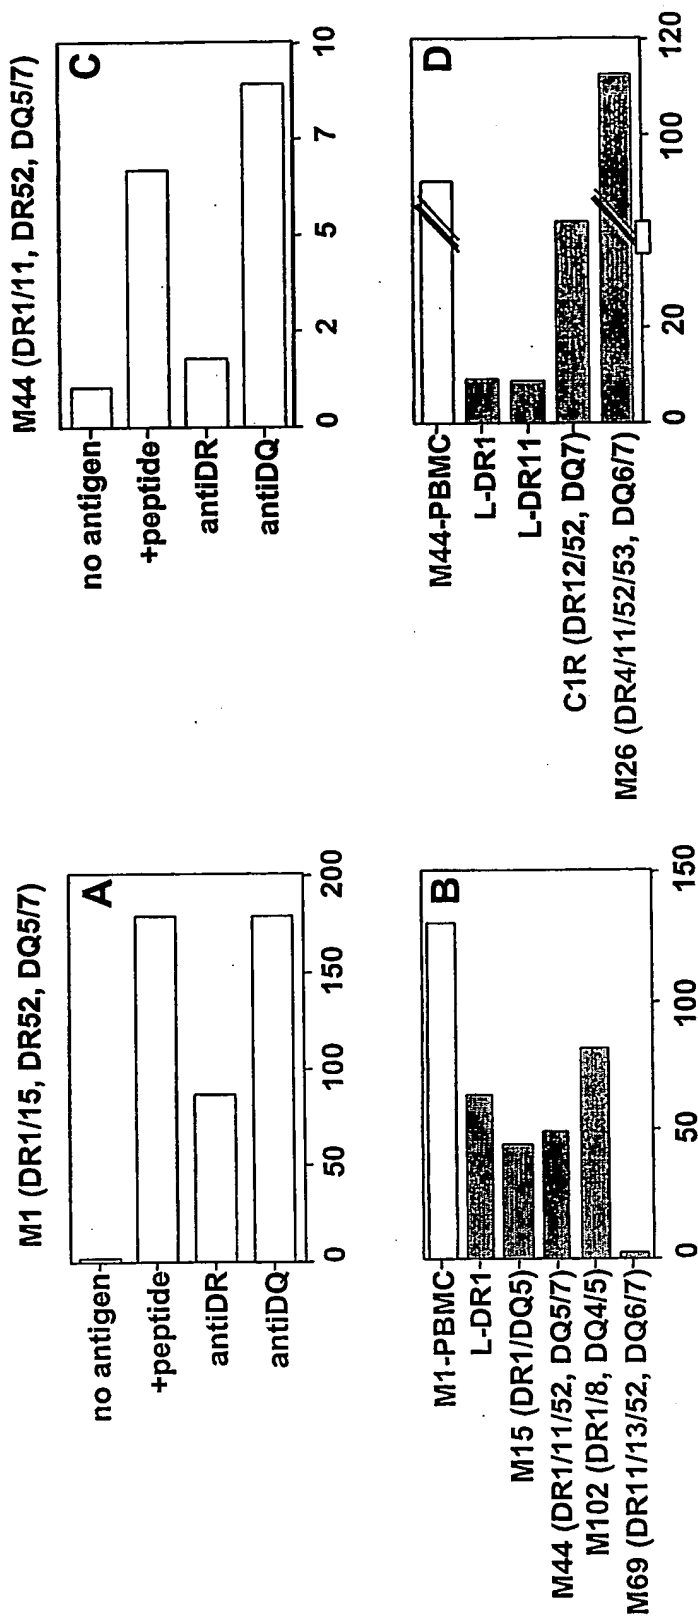 M1 (DR1/15, DR52, DQ5/7)
A
no antigen
+peptide
antiDR
antiDQ
0 50 100 150 200
B
M1-PBMC
L-DR1
M15 (DR1/DQ5)
M44 (DR1/11/52, DQ5/7)
M102 (DR1/8, DQ4/5)
M69 (DR11/13/52, DQ6/7)
0 50 100 150
M44 (DR1/11, DR52, DQ5/7)
C
no antigen
+peptide
antiDR
antiDQ
0 2 5 7 10
D
M44-PBMC
L-DR1
L-DR11
C1R (DR12/52, DQ7)
M26 (DR4/11/52/53, DQ6/7)
0 20 100 120